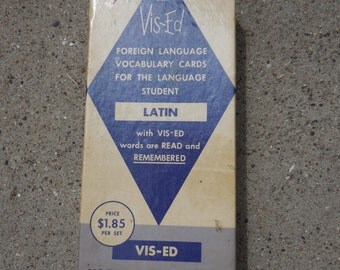 Vis-Ed
FOREIGN LANGUAGE
VOCABULARY CARDS
FOR THE LANGUAGE
STUDENT
LATIN
with VIS-ED
words are READ and
REMEMBERED
PRICE
$1.85
PER SET
VIS-ED